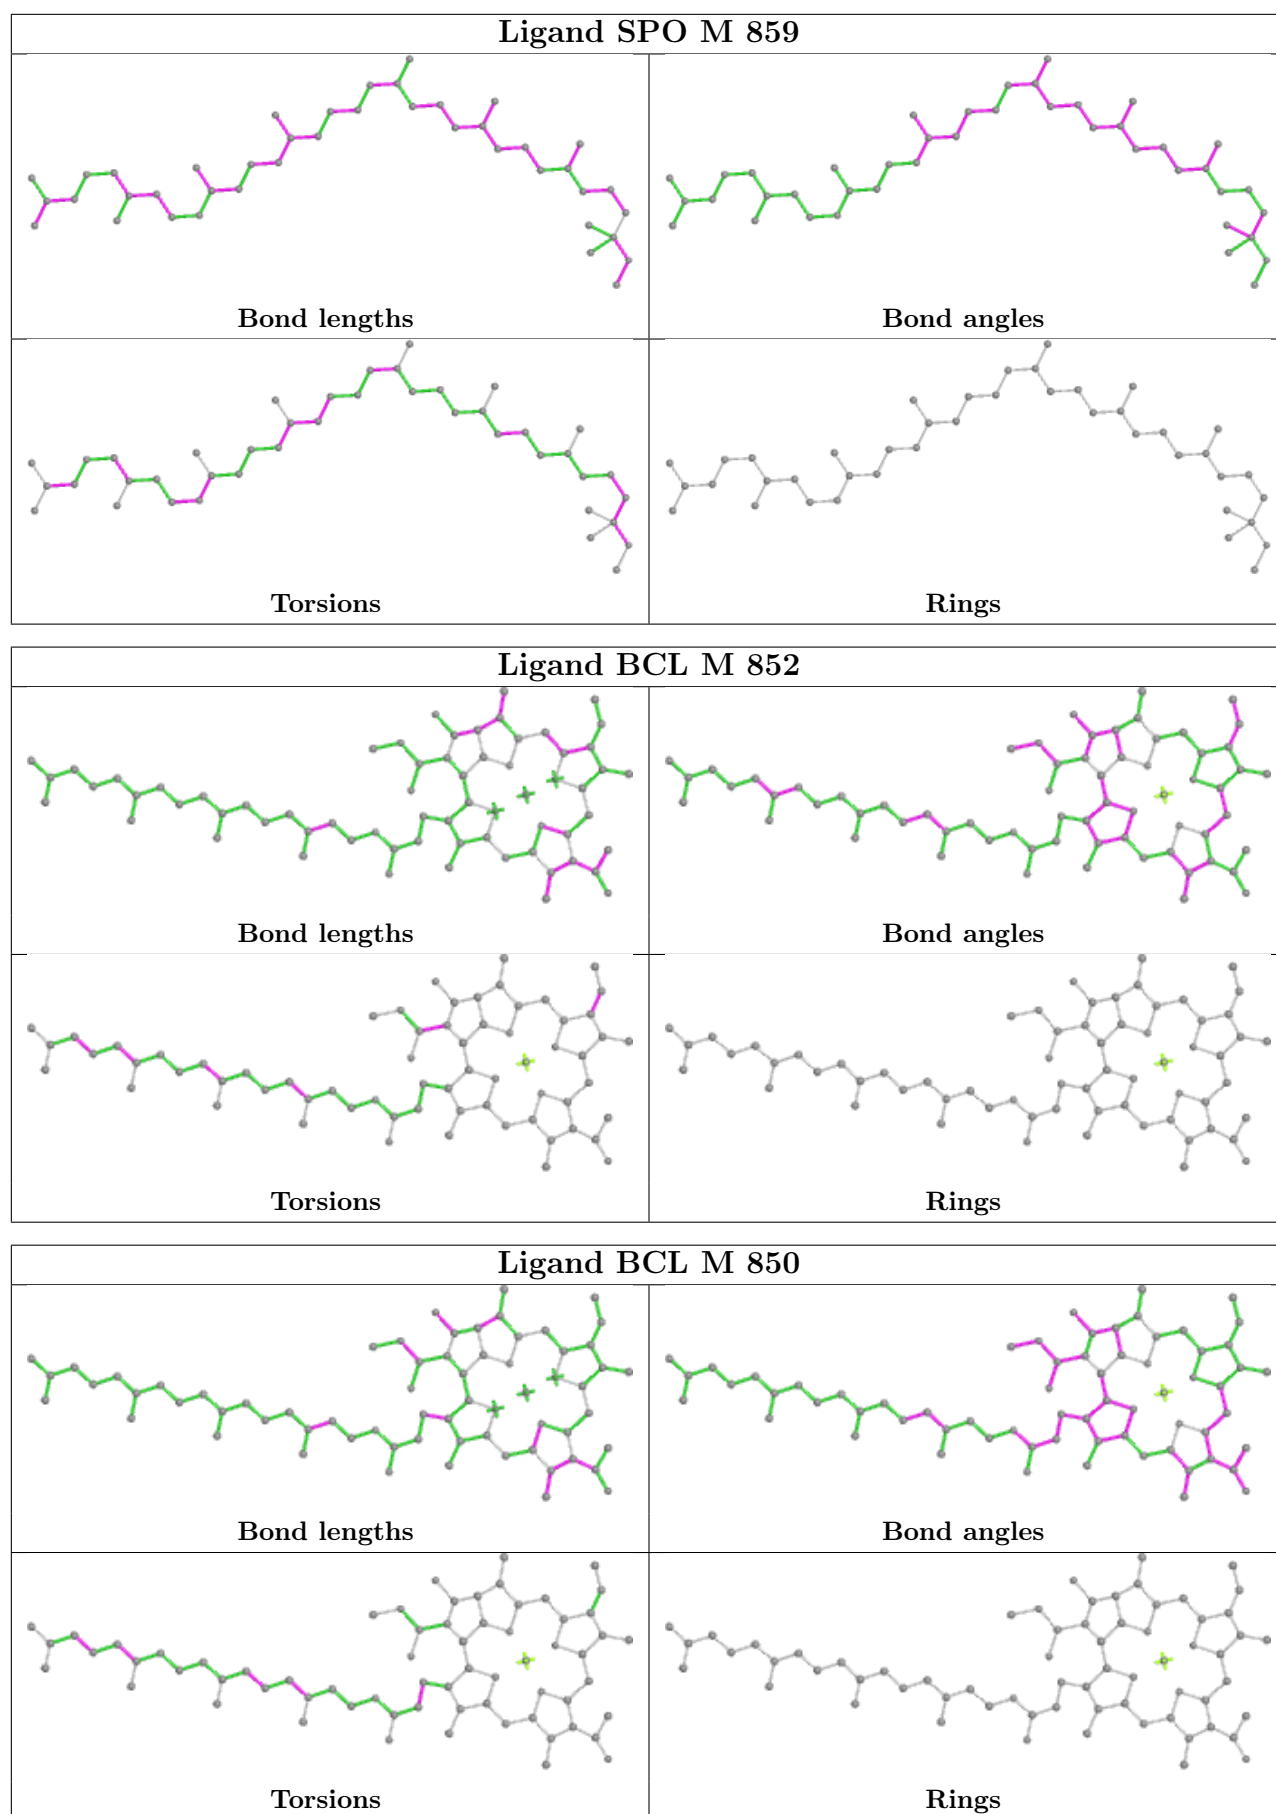 Ligand SPO M 859
Bond lengths
Bond angles
Torsions
Rings
Ligand BCL M 852
Bond lengths
Bond angles
Torsions
Rings
Ligand BCL M 850
Bond lengths
Bond angles
Torsions
Rings